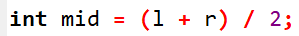 int mid = (l + r) / 2;